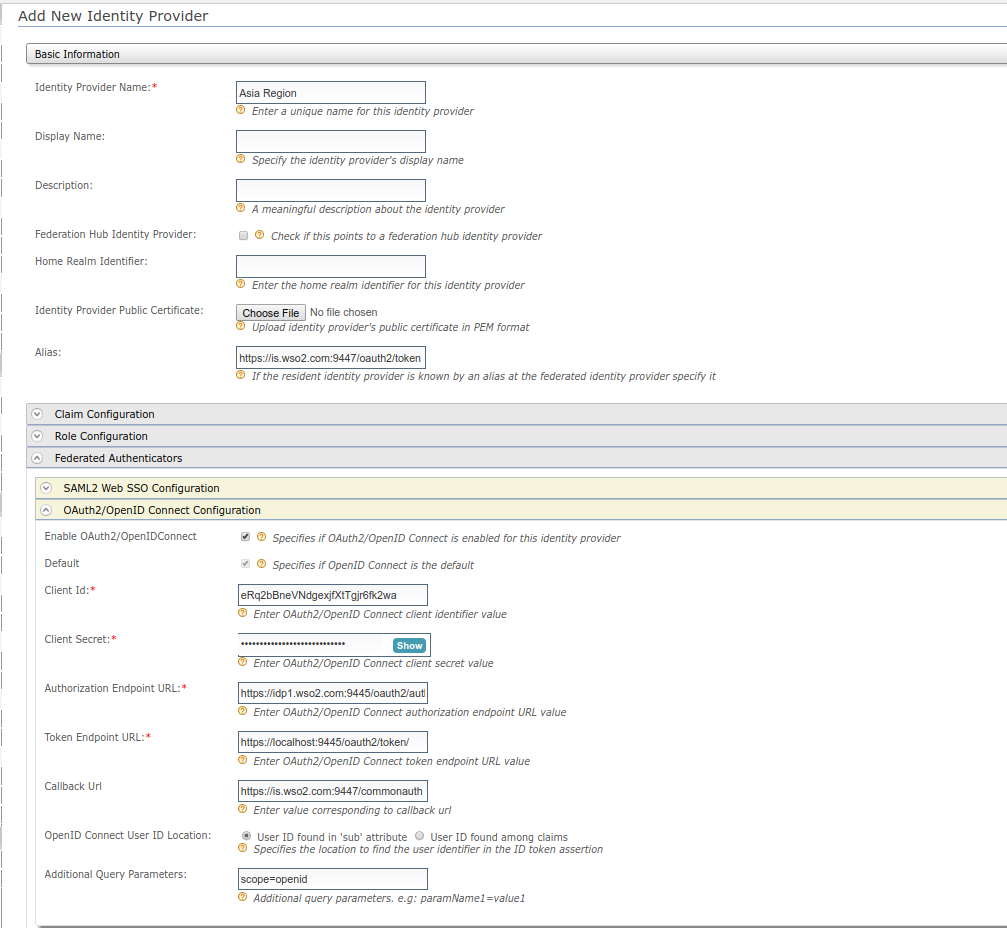 Add New Identity Provider
Basic Information
Identity Provider Name:*
Asia Region
Enter a unique name for this identity provider
Display Name:
Specify the identity provider's display name
Description:
A meaningful description about the identity provider
Federation Hub Identity Provider:
Check if this points to a federation hub identity provider
Home Realm Identifier:
Enter the home realm identifier for this identity provider
Identity Provider Public Certificate:
Choose File No file chosen
Upload identity provider's public certificate in PEM format
Alias:
https://is.wso2.com:9447/oauth2/token
If the resident identity provider is known by an alias at the federated identity provider specify it
Claim Configuration
Role Configuration
Federated Authenticators
SAML2 Web SSO Configuration
OAuth2/OpenID Connect Configuration
Enable OAuth2/OpenIDConnect
Specifies if OAuth2/OpenID Connect is enabled for this identity provider
Default
Specifies if OpenID Connect is the default
Client Id:*
eRq2bBneVNdgexjfXtTgjr6fk2wa
Enter OAuth2/OpenID Connect client identifier value
Client Secret:*
Show
Enter OAuth2/OpenID Connect client secret value
Authorization Endpoint URL:*
https://idp1.wso2.com:9445/oauth2/aut
Enter OAuth2/OpenID Connect authorization endpoint URL value
Token Endpoint URL:*
https://localhost:9445/oauth2/token/
Enter OAuth2/OpenID Connect token endpoint URL value
Callback Url
https://is.wso2.com:9447/commonauth
Enter value corresponding to callback url
OpenID Connect User ID Location:
User ID found in 'sub' attribute User ID found among claims
Specifies the location to find the user identifier in the ID token assertion
Additional Query Parameters:
scope=openid
Additional query parameters. e.g: paramName1=value1